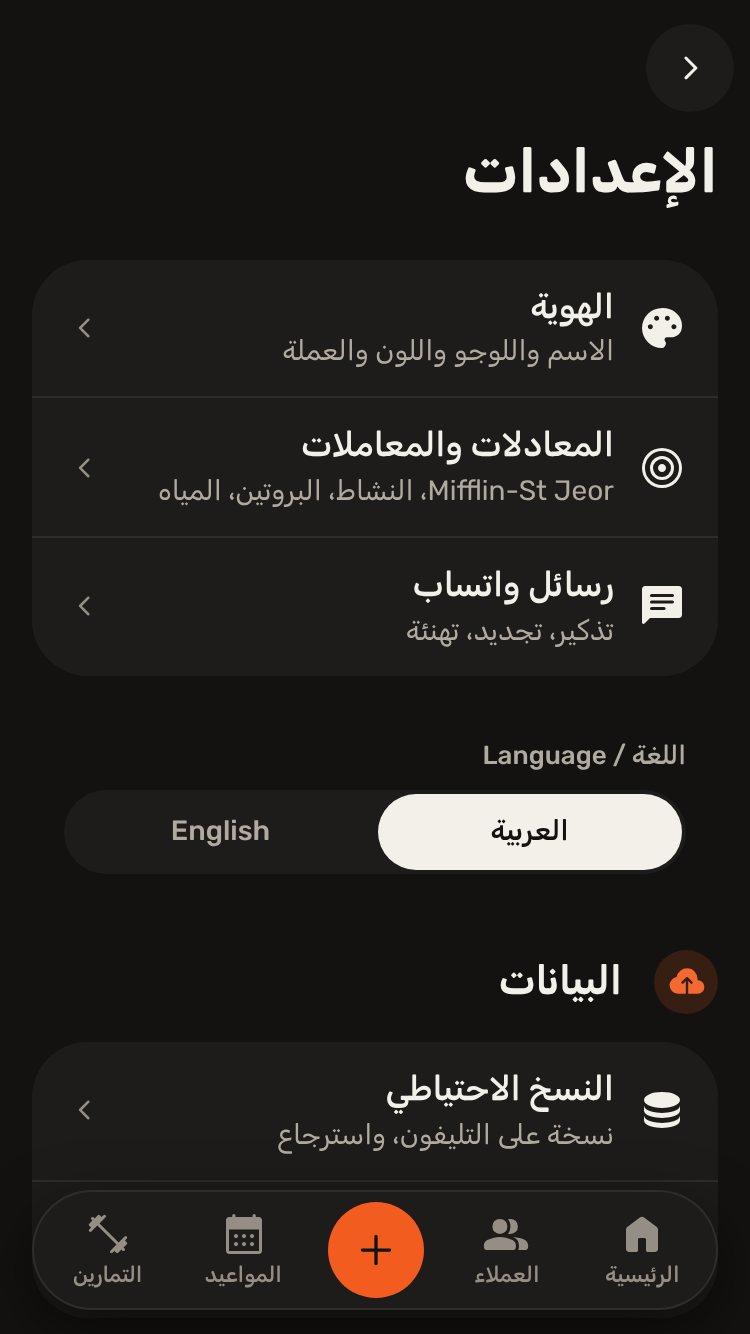 الإعدادات
الهوية
الاسم واللوجو واللون والعملة
المعادلات والمعاملات
Mifflin-St Jeor، النشاط، البروتين، المياه
رسائل واتساب
تذكير، تجديد، تهنئة
اللغة / Language
العربية
English
البيانات
النسخ الاحتياطي
نسخة على التليفون، واسترجاع
الرئيسية
العملاء
المواعيد
التمارين